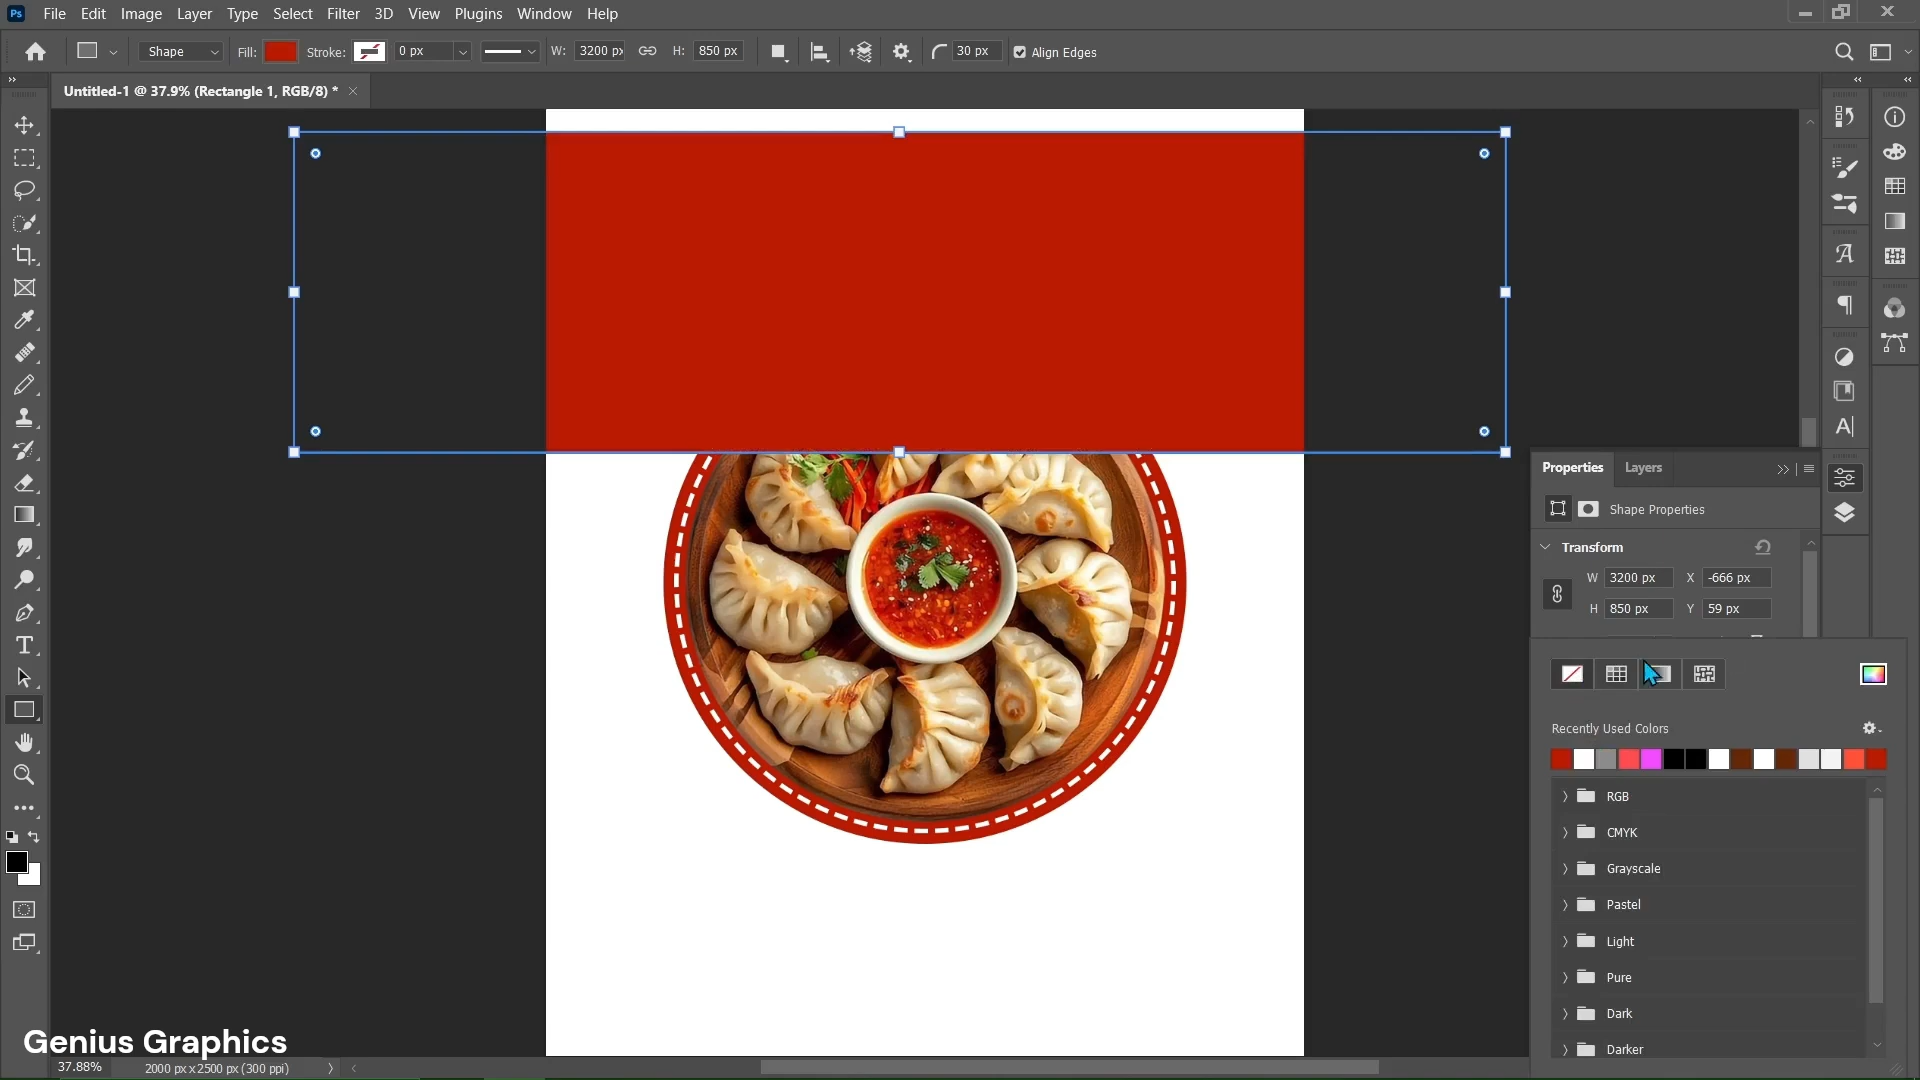 Ps File Edit Image Layer Type Select Filter 3D View Plugins Window Help
Shape Fill: Stroke: 0 px W: 3200 px H: 850 px 30 px Align Edges
Untitled-1 @ 37.9% (Rectangle 1, RGB/8) *
Properties Layers
Shape Properties
Transform
W 3200 px X -666 px
H 850 px Y 59 px
Recently Used Colors
RGB
CMYK
Grayscale
Pastel
Light
Pure
Dark
Darker
Genius Graphics
37.88% 2000 px x 2500 px (300 ppi)